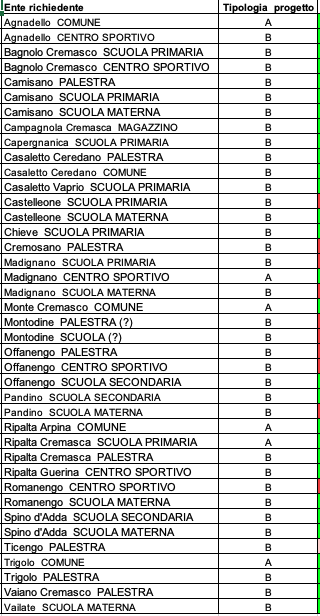 Ente richiedente Tipologia progetto
Agnadello COMUNE A
Agnadello CENTRO SPORTIVO B
Bagnolo Cremasco SCUOLA PRIMARIA B
Bagnolo Cremasco CENTRO SPORTIVO B
Camisano PALESTRA B
Camisano SCUOLA PRIMARIA B
Camisano SCUOLA MATERNA B
Campagnola Cremasca MAGAZZINO B
Capergnanica SCUOLA PRIMARIA B
Casaletto Ceredano PALESTRA B
Casaletto Ceredano COMUNE B
Casaletto Vaprio SCUOLA PRIMARIA B
Castelleone SCUOLA PRIMARIA B
Castelleone SCUOLA MATERNA B
Chieve SCUOLA PRIMARIA B
Cremosano PALESTRA B
Madignano SCUOLA PRIMARIA B
Madignano CENTRO SPORTIVO A
Madignano SCUOLA MATERNA B
Monte Cremasco COMUNE A
Montodine PALESTRA (?) B
Montodine SCUOLA (?) B
Offanengo PALESTRA B
Offanengo CENTRO SPORTIVO B
Offanengo SCUOLA SECONDARIA B
Pandino SCUOLA SECONDARIA B
Pandino SCUOLA MATERNA B
Ripalta Arpina COMUNE A
Ripalta Cremasca SCUOLA PRIMARIA A
Ripalta Cremasca PALESTRA B
Ripalta Guerina CENTRO SPORTIVO B
Romanengo CENTRO SPORTIVO B
Romanengo SCUOLA MATERNA B
Spino d'Adda SCUOLA SECONDARIA B
Spino d'Adda SCUOLA MATERNA B
Ticengo PALESTRA B
Trigolo COMUNE A
Trigolo PALESTRA B
Vaiano Cremasco PALESTRA B
Vailate SCUOLA MATERNA B